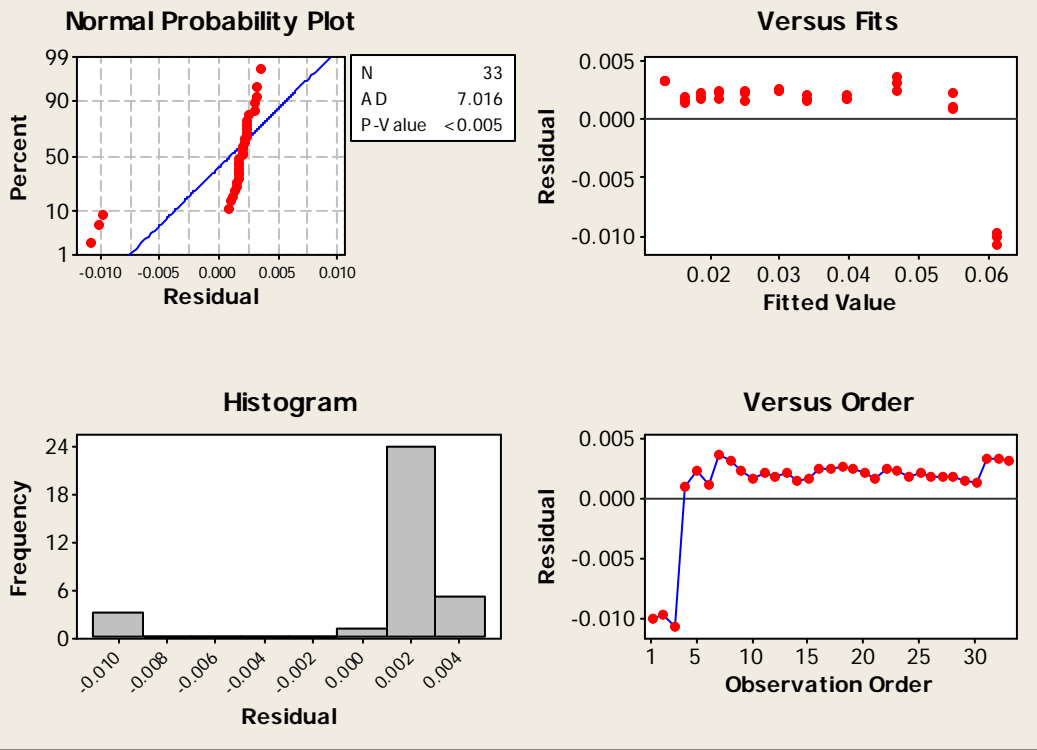 Normal Probability Plot
99
90
50
10
1
Percent
-0.010 -0.005 0.000 0.005 0.010
Residual
N 33
AD 7.016
P-Value <0.005
Versus Fits
0.005
0.000
-0.005
-0.010
Residual
0.02 0.03 0.04 0.05 0.06
Fitted Value
Histogram
24
18
12
6
0
Frequency
-0.010 -0.008 -0.006 -0.004 -0.002 0.000 0.002 0.004
Residual
Versus Order
0.005
0.000
-0.005
-0.010
Residual
1 5 10 15 20 25 30
Observation Order